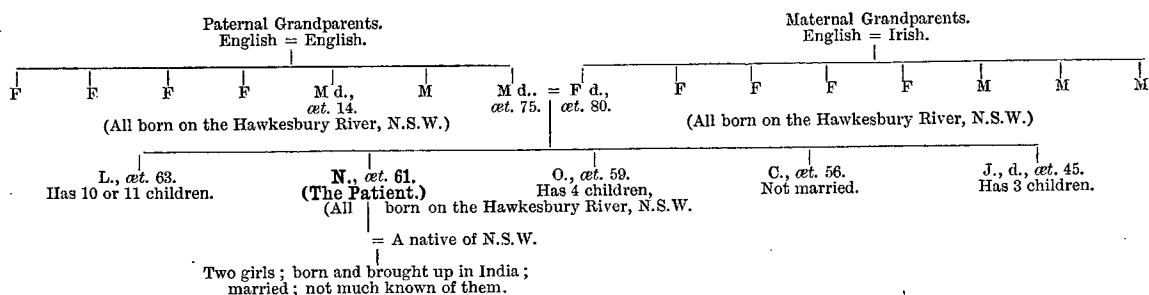 Paternal Grandparents.
English = English.
Maternal Grandparents.
English = Irish.
F F F F M d., M M d.. = F d., F F F F M M M
æt. 14. æt. 75. æt. 80.
(All born on the Hawkesbury River, N.S.W.) (All born on the Hawkesbury River, N.S.W.)
L., æt. 63. N., æt. 61. O., æt. 59. C., æt. 56. J., d., æt. 45.
Has 10 or 11 children. (The Patient.) Has 4 children, Not married. Has 3 children.
(All born on the Hawkesbury River, N.S.W.
= A native of N.S.W.
Two girls; born and brought up in India;
married; not much known of them.